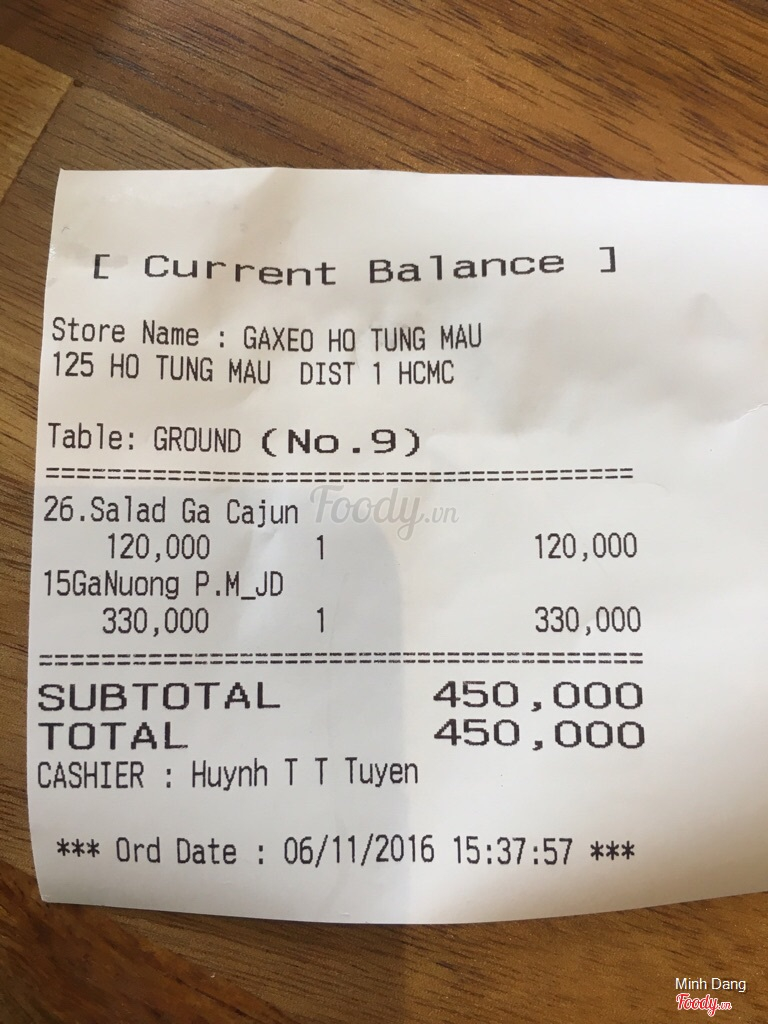 [ Current Balance ]
Store Name : GAXEO HO TUNG MAU
125 HO TUNG MAU DIST 1 HCMC
Table: GROUND (No.9)
========================================
26.Salad Ga Cajun
120,000 1 120,000
15GaNuong P.M_JD
330,000 1 330,000
========================================
SUBTOTAL 450,000
TOTAL 450,000
CASHIER : Huynh T T Tuyen
*** Ord Date : 06/11/2016 15:37:57 ***
Foody.vn
Minh Dang
Foody.vn